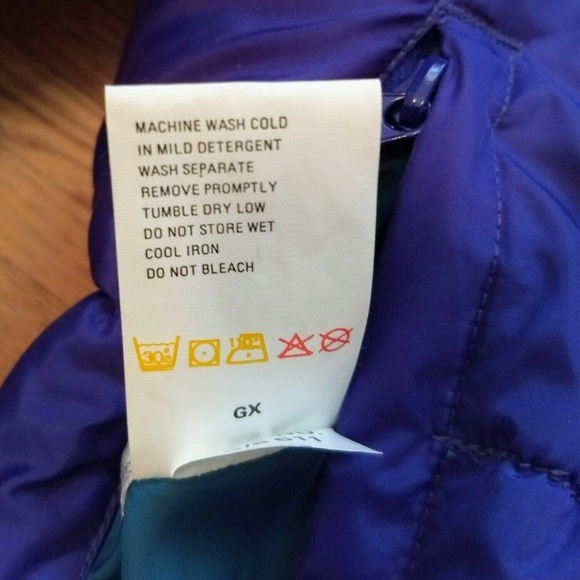 MACHINE WASH COLD
IN MILD DETERGENT
WASH SEPARATE
REMOVE PROMPTLY
TUMBLE DRY LOW
DO NOT STORE WET
COOL IRON
DO NOT BLEACH
30° 110°
GX